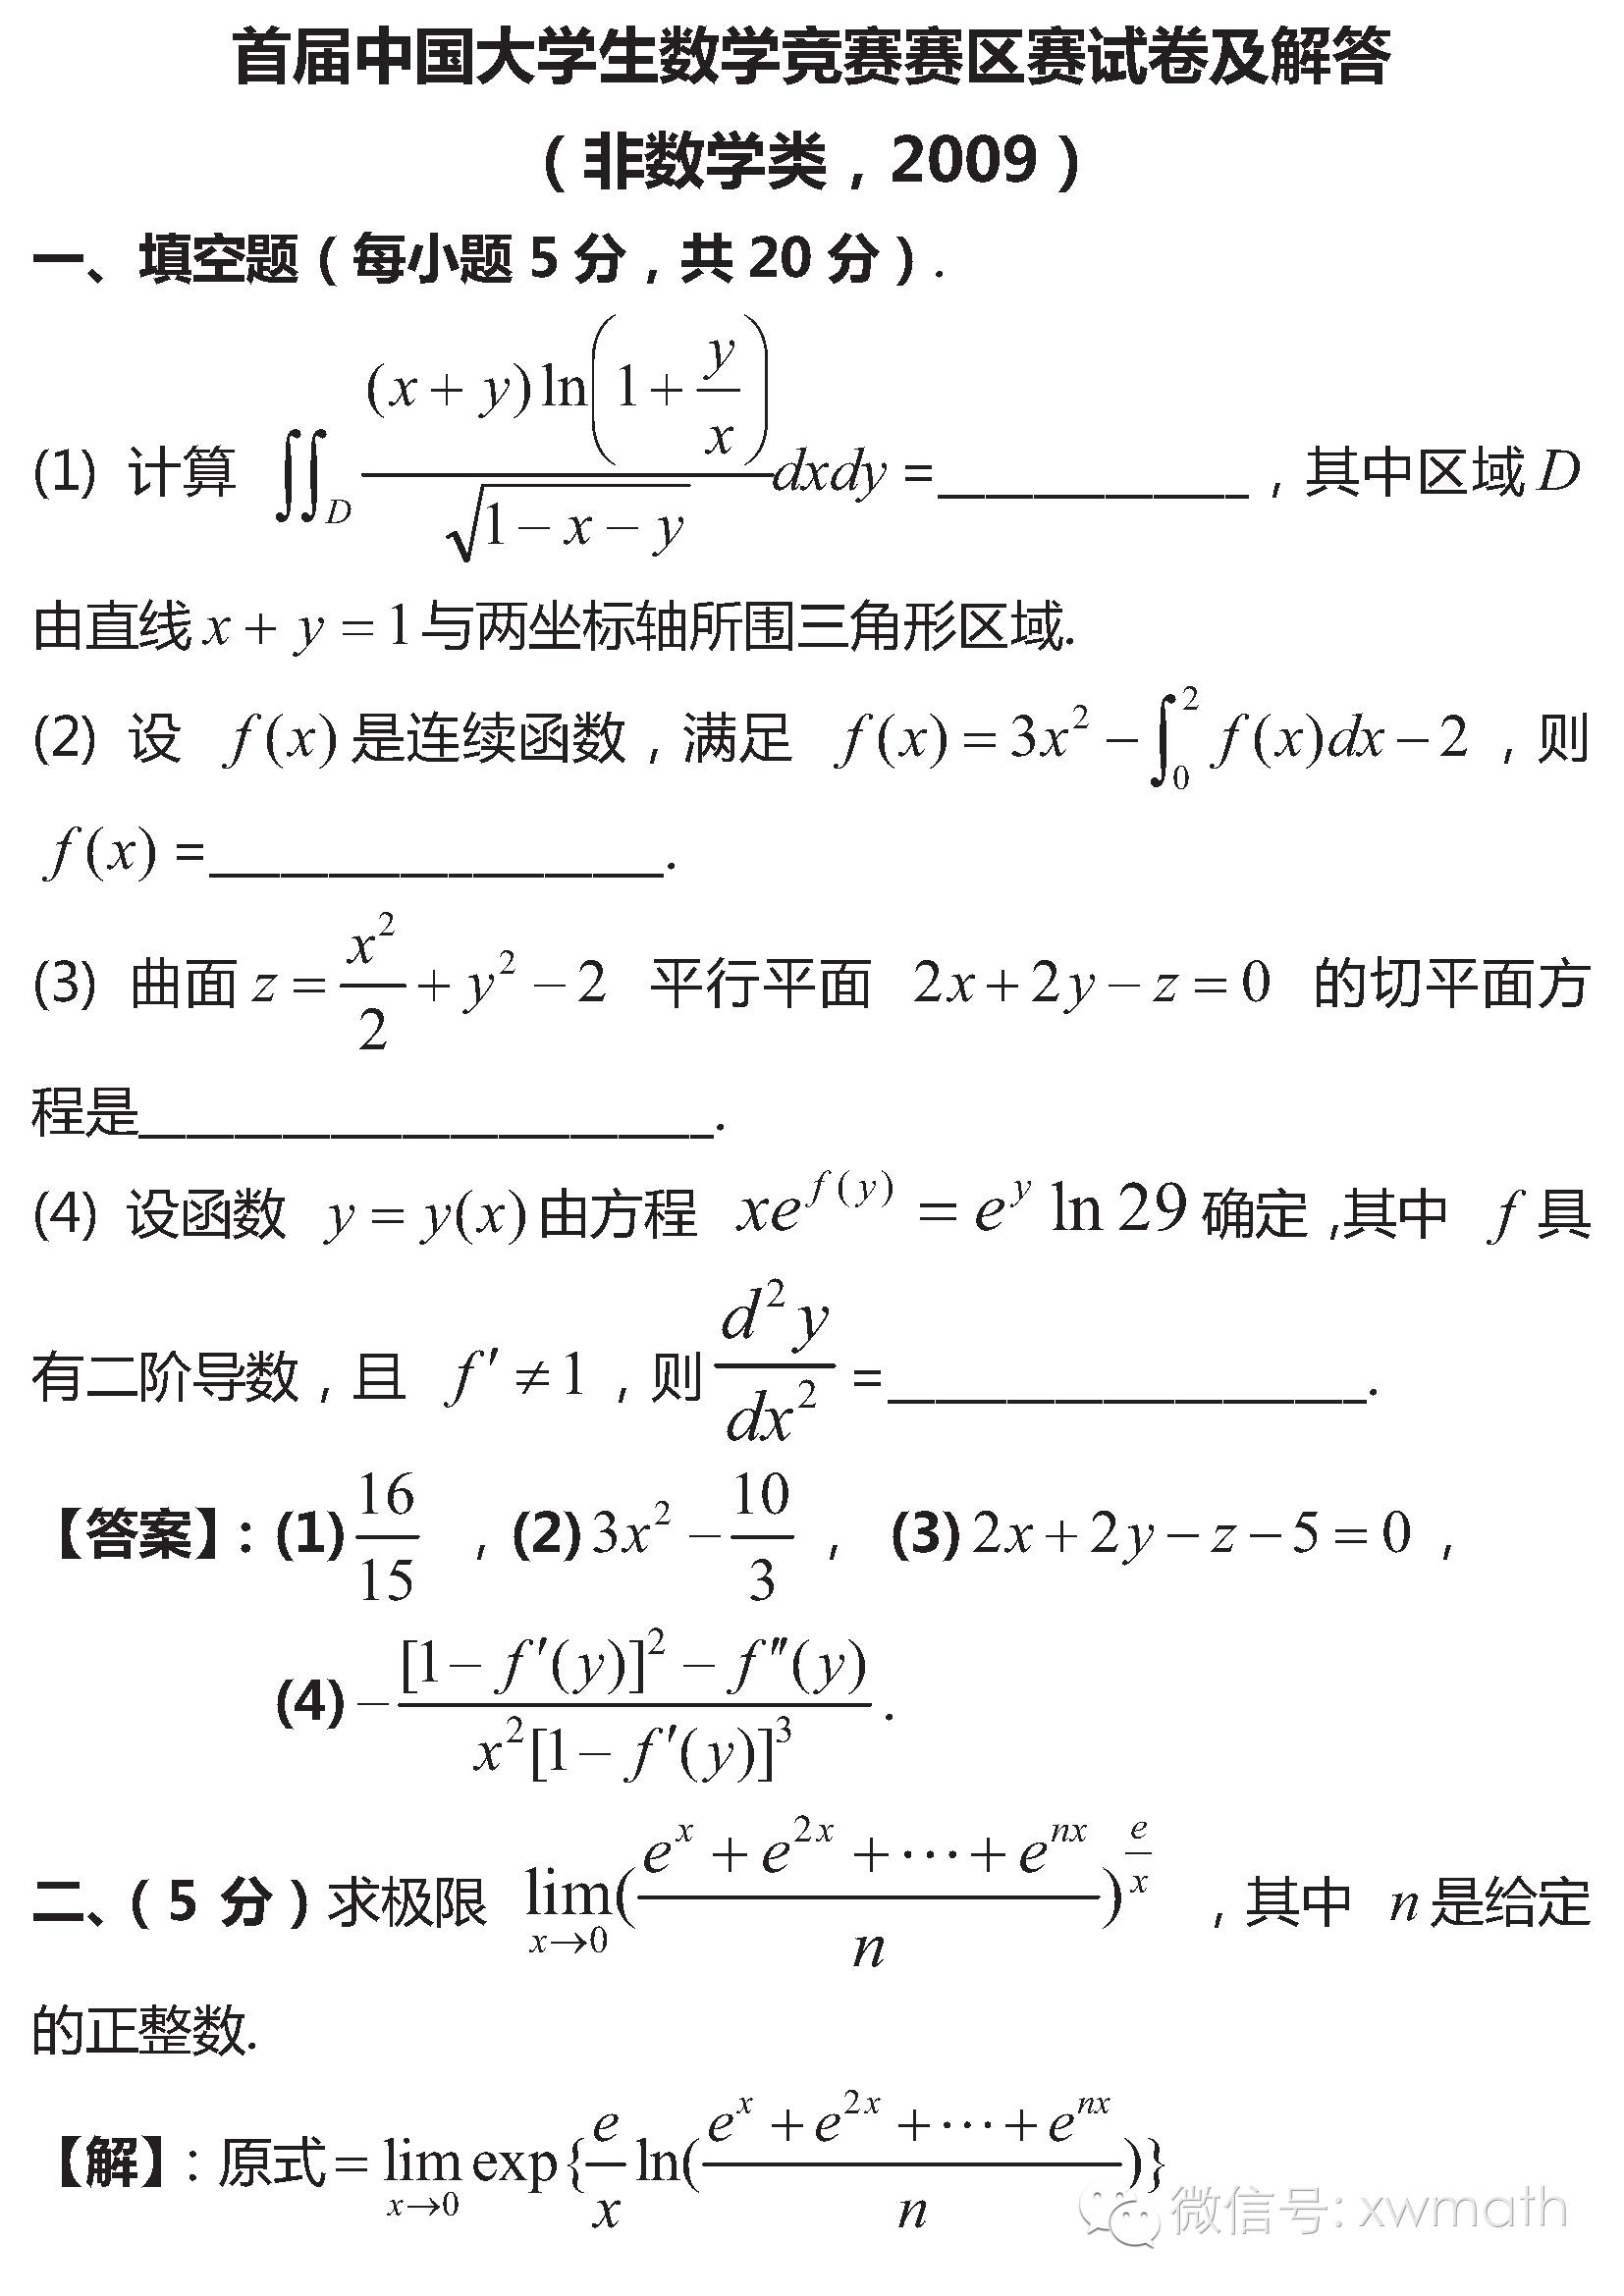 首届中国大学生数学竞赛赛区赛试卷及解答
（非数学类，2009）
一、填空题（每小题 5 分，共 20 分）.
(1) 计算 $\iint_D \frac{(x+y)\ln\left(1+\frac{y}{x}\right)}{\sqrt{1-x-y}}dxdy$ =____________，其中区域 $D$
由直线 $x+y=1$ 与两坐标轴所围三角形区域.
(2) 设 $f(x)$ 是连续函数，满足 $f(x)=3x^2-\int_0^2 f(x)dx-2$，则
$f(x)$ =_________________.
(3) 曲面 $z=\frac{x^2}{2}+y^2-2$ 平行平面 $2x+2y-z=0$ 的切平面方
程是______________________.
(4) 设函数 $y=y(x)$ 由方程 $xe^{f(y)}=e^y\ln 29$ 确定,其中 $f$ 具
有二阶导数，且 $f'\neq 1$，则 $\frac{d^2y}{dx^2}$ =__________________.
【答案】：(1) $\frac{16}{15}$ ，(2) $3x^2-\frac{10}{3}$ ， (3) $2x+2y-z-5=0$ ，
(4) $-\frac{[1-f'(y)]^2-f''(y)}{x^2[1-f'(y)]^3}$ .
二、（5 分）求极限 $\lim_{x\to 0}(\frac{e^x+e^{2x}+\cdots+e^{nx}}{n})^{\frac{e}{x}}$ ，其中 $n$ 是给定
的正整数.
【解】：原式 $=\lim_{x\to 0}\exp\{\frac{e}{x}\ln(\frac{e^x+e^{2x}+\cdots+e^{nx}}{n})\}$
微信号: xwmath